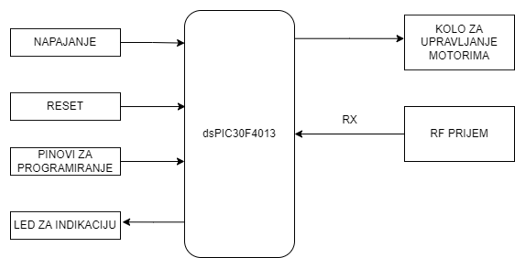 NAPAJANJE
RESET
PINOVI ZA
PROGRAMIRANJE
LED ZA INDIKACIJU
dsPIC30F4013
KOLO ZA
UPRAVLJANJE
MOTORIMA
RX
RF PRIJEM